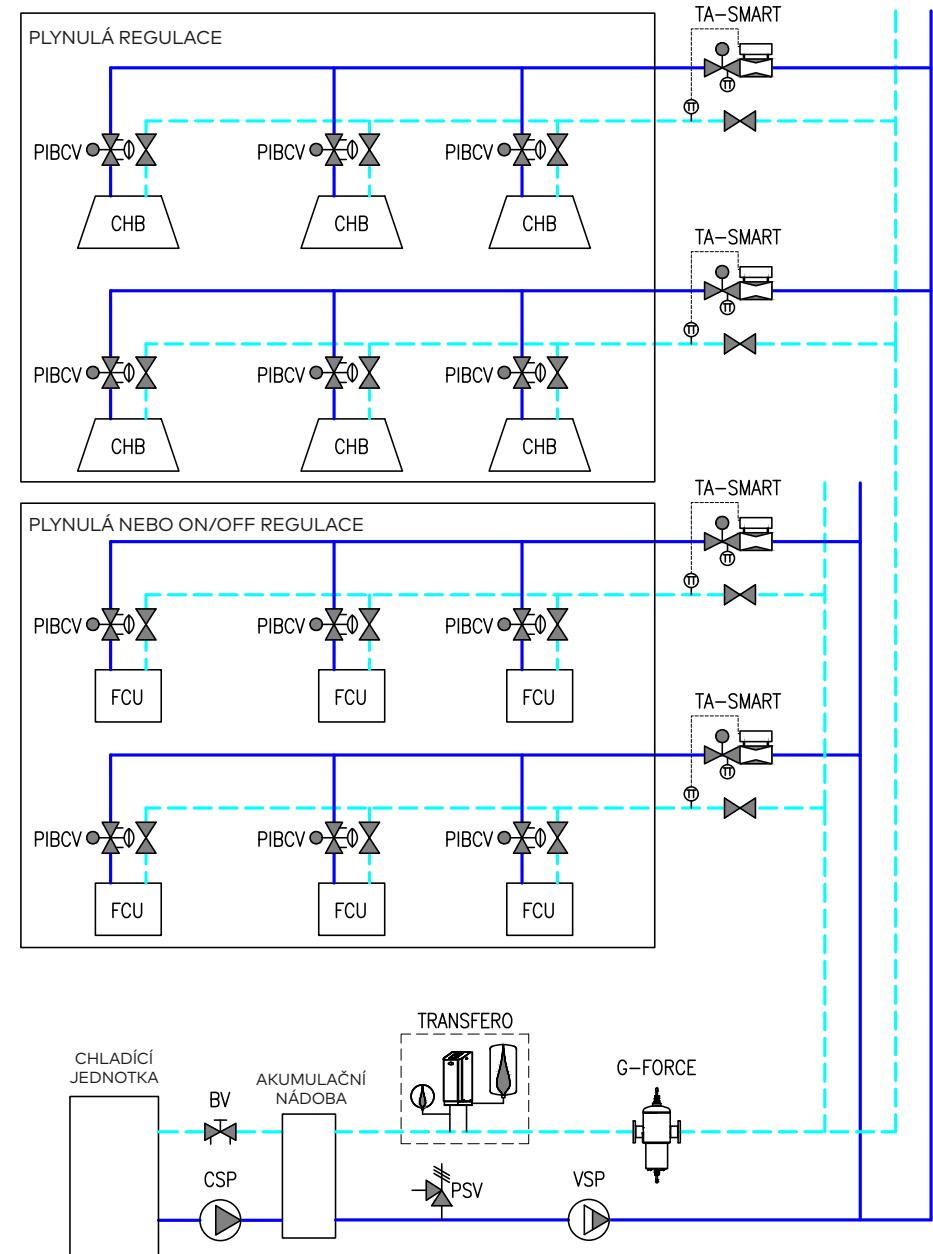 TA-SMART
PLYNULÁ REGULACE
PIBCV
PIBCV
PIBCV
CHB
CHB
CHB
TA-SMART
PIBCV
PIBCV
PIBCV
CHB
CHB
CHB
TA-SMART
PLYNULÁ NEBO ON/OFF REGULACE
PIBCV
PIBCV
PIBCV
FCU
FCU
FCU
TA-SMART
PIBCV
PIBCV
PIBCV
FCU
FCU
FCU
TRANSFERO
CHLADÍCÍ
JEDNOTKA
AKUMULAČNÍ
NÁDOBA
G-FORCE
BV
CSP
PSV
VSP